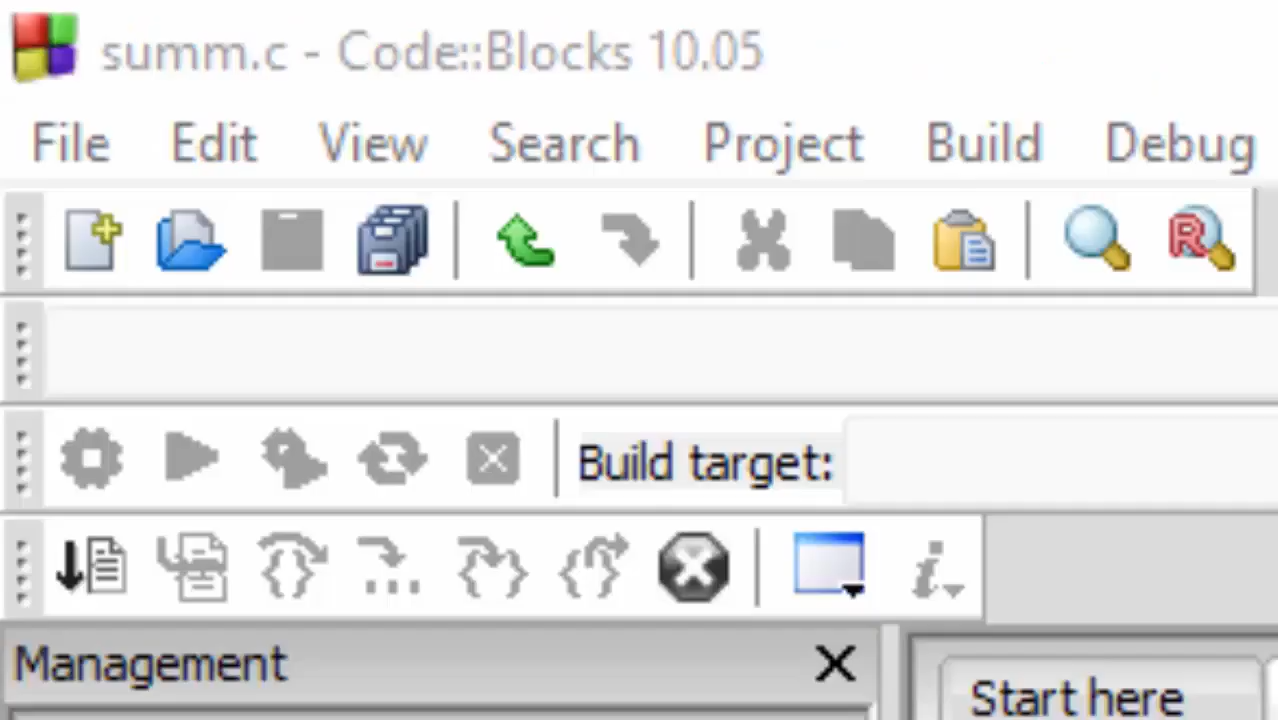 summ.c - Code::Blocks 10.05
File Edit View Search Project Build Debug
Build target:
Management
Start here